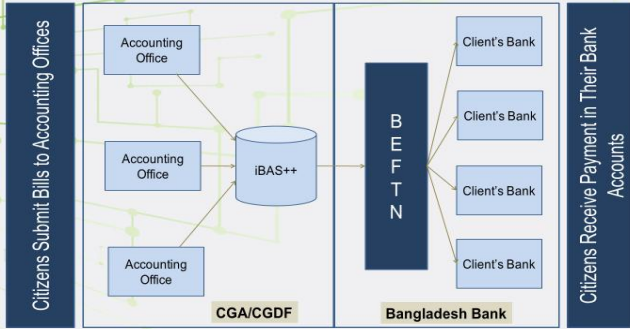 Citizens Submit Bills to Accounting Offices
Accounting
Office
Accounting
Office
Accounting
Office
iBAS++
CGA/CGDF
B
E
F
T
N
Client's Bank
Client's Bank
Client's Bank
Client's Bank
Bangladesh Bank
Citizens Receive Payment in Their Bank
Accounts